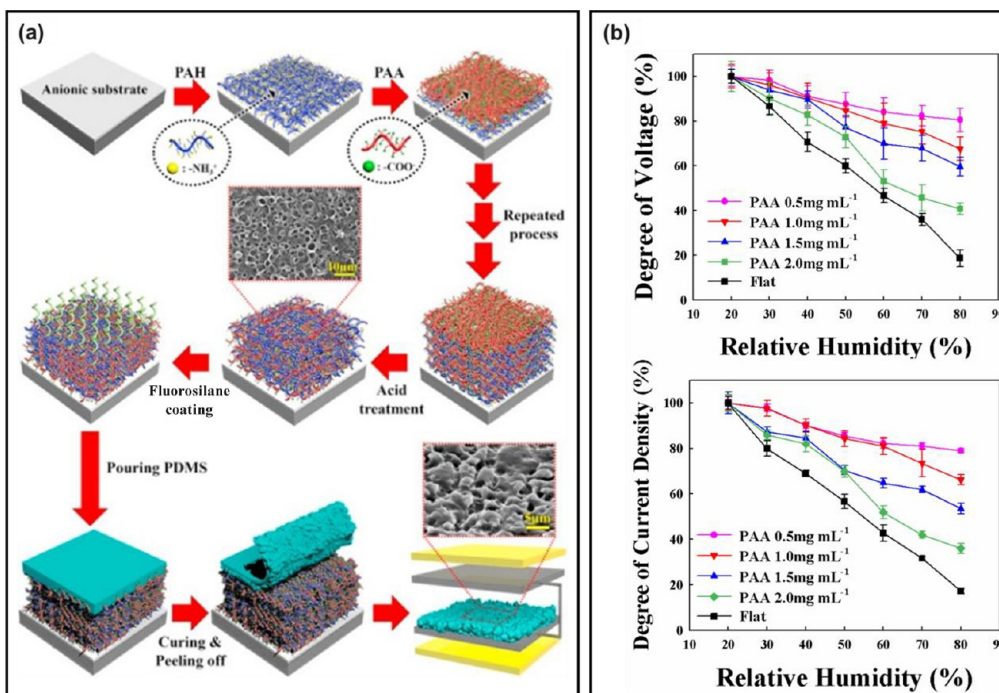 (a)
Anionic substrate
PAH
PAA
: -NH₃⁺
: -COO⁻
Repeated
process
10μm
Acid
treatment
Fluorosilane
coating
Pouring PDMS
5μm
Curing &
Peeling off
(b)
Degree of Voltage (%)
100
80
60
40
20
0
PAA 0.5mg mL⁻¹
PAA 1.0mg mL⁻¹
PAA 1.5mg mL⁻¹
PAA 2.0mg mL⁻¹
Flat
10 20 30 40 50 60 70 80 9
Relative Humidity (%)
Degree of Current Density (%)
100
80
60
40
20
0
PAA 0.5mg mL⁻¹
PAA 1.0mg mL⁻¹
PAA 1.5mg mL⁻¹
PAA 2.0mg mL⁻¹
Flat
10 20 30 40 50 60 70 80 9
Relative Humidity (%)